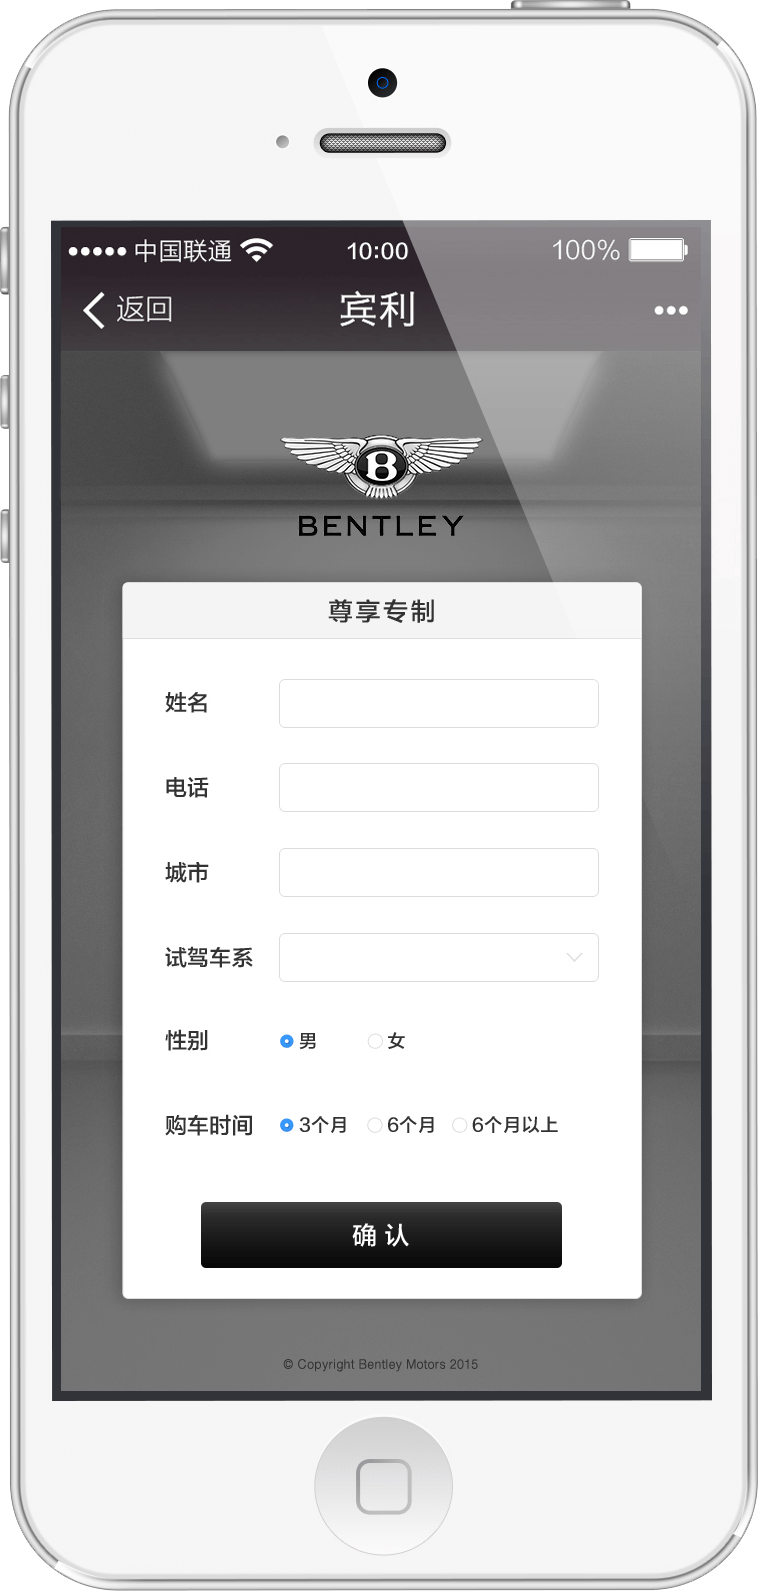 中国联通 10:00 100%
返回 宾利
BENTLEY
尊享专制
姓名
电话
城市
试驾车系
性别 男 女
购车时间 3个月 6个月 6个月以上
确 认
© Copyright Bentley Motors 2015